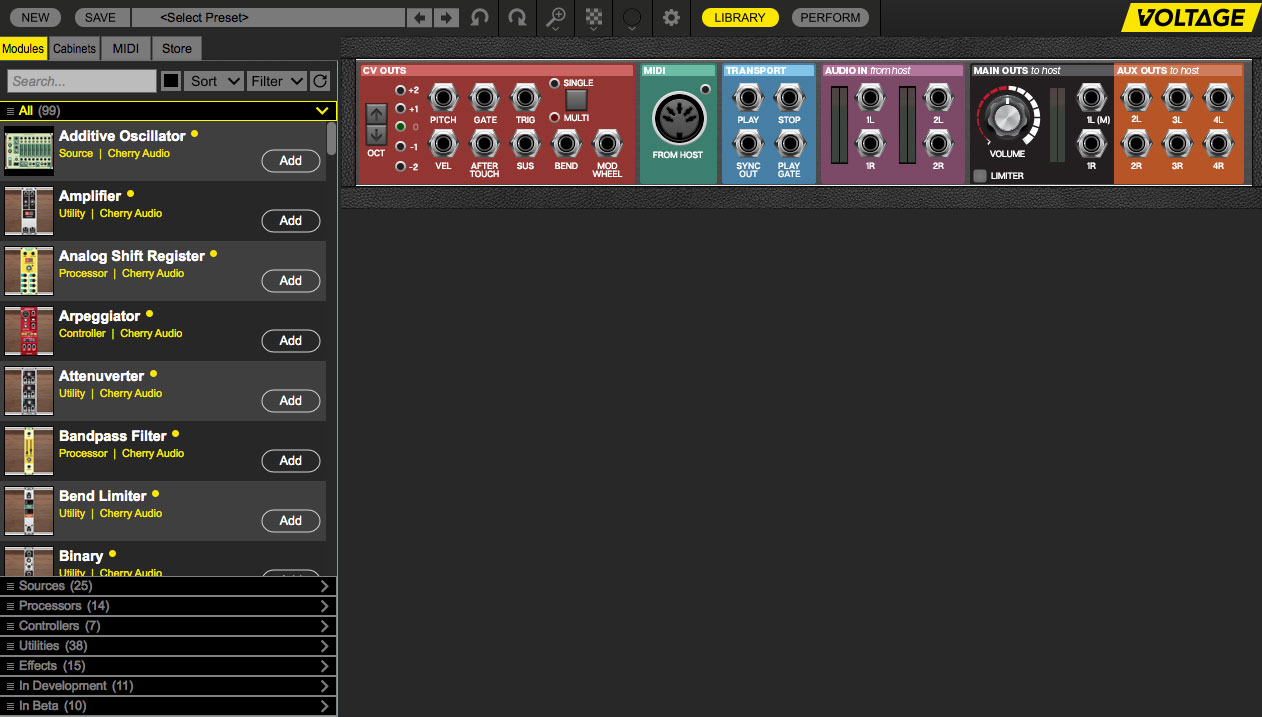 NEW SAVE <Select Preset> LIBRARY PERFORM VOLTAGE
Modules Cabinets MIDI Store
Search... Sort Filter
All (99)
Additive Oscillator
Source | Cherry Audio
Add
Amplifier
Utility | Cherry Audio
Add
Analog Shift Register
Processor | Cherry Audio
Add
Arpeggiator
Controller | Cherry Audio
Add
Attenuverter
Utility | Cherry Audio
Add
Bandpass Filter
Processor | Cherry Audio
Add
Bend Limiter
Utility | Cherry Audio
Add
Binary
Utility | Cherry Audio
Sources (25)
Processors (14)
Controllers (7)
Utilities (38)
Effects (15)
In Development (11)
In Beta (10)
CV OUTS
+2
+1
0
-1
-2
OCT
PITCH GATE TRIG
SINGLE
MULTI
VEL AFTER TOUCH SUS BEND MOD WHEEL
MIDI
FROM HOST
TRANSPORT
PLAY STOP
SYNC OUT PLAY GATE
AUDIO IN from host
1L 2L
1R 2R
MAIN OUTS to host
VOLUME
LIMITER
1L (M)
1R
AUX OUTS to host
2L 3L 4L
2R 3R 4R